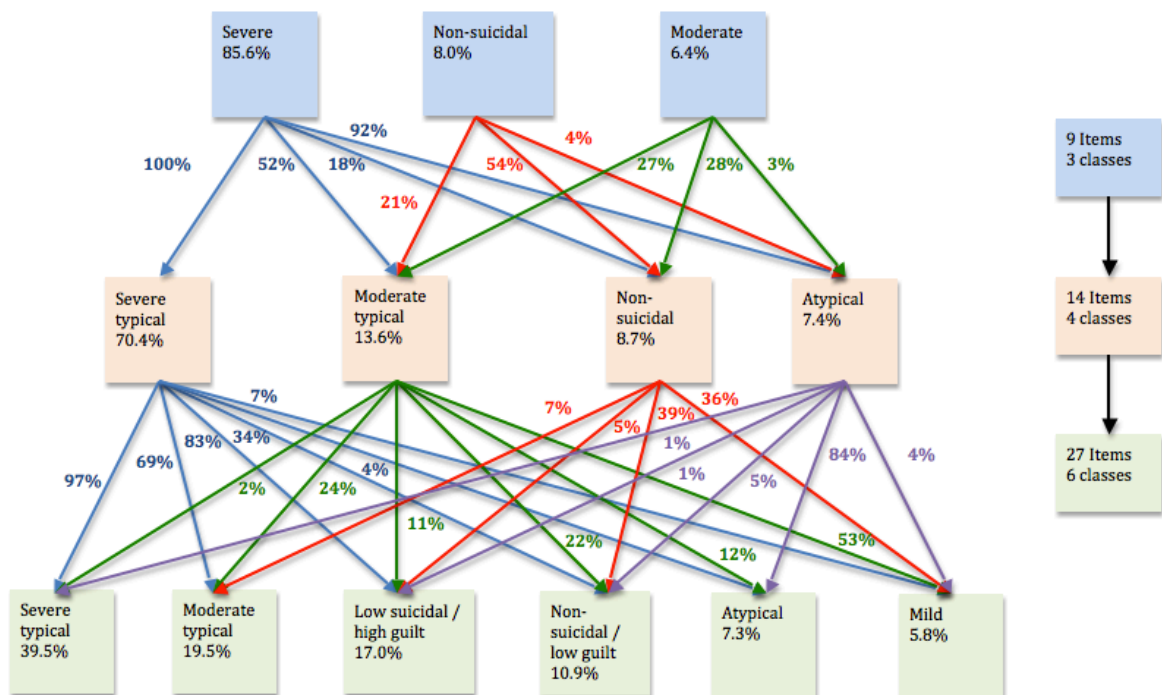 Severe
85.6%
Non-suicidal
8.0%
Moderate
6.4%
9 Items
3 classes
92%
4%
100%
52%
18%
54%
27%
28%
3%
21%
Severe
typical
70.4%
Moderate
typical
13.6%
Non-
suicidal
8.7%
Atypical
7.4%
14 Items
4 classes
7%
7%
36%
39%
5%
83%
34%
1%
84%
4%
69%
97%
4%
1%
5%
2%
24%
11%
22%
12%
53%
27 Items
6 classes
Severe
typical
39.5%
Moderate
typical
19.5%
Low suicidal /
high guilt
17.0%
Non-
suicidal /
low guilt
10.9%
Atypical
7.3%
Mild
5.8%